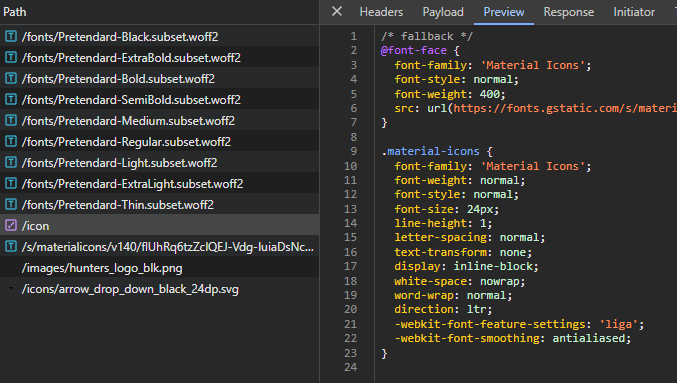 Path
/fonts/Pretendard-Black.subset.woff2
/fonts/Pretendard-ExtraBold.subset.woff2
/fonts/Pretendard-Bold.subset.woff2
/fonts/Pretendard-SemiBold.subset.woff2
/fonts/Pretendard-Medium.subset.woff2
/fonts/Pretendard-Regular.subset.woff2
/fonts/Pretendard-Light.subset.woff2
/fonts/Pretendard-ExtraLight.subset.woff2
/fonts/Pretendard-Thin.subset.woff2
/icon
/s/materialicons/v140/flUhRq6tzZclQEJ-Vdg-IuiaDsNc...
/images/hunters_logo_blk.png
/icons/arrow_drop_down_black_24dp.svg
Headers Payload Preview Response Initiator
1 /* fallback */
2 @font-face {
3 font-family: 'Material Icons';
4 font-style: normal;
5 font-weight: 400;
6 src: url(https://fonts.gstatic.com/s/materi
7 }
8
9 .material-icons {
10 font-family: 'Material Icons';
11 font-weight: normal;
12 font-style: normal;
13 font-size: 24px;
14 line-height: 1;
15 letter-spacing: normal;
16 text-transform: none;
17 display: inline-block;
18 white-space: nowrap;
19 word-wrap: normal;
20 direction: ltr;
21 -webkit-font-feature-settings: 'liga';
22 -webkit-font-smoothing: antialiased;
23 }
24